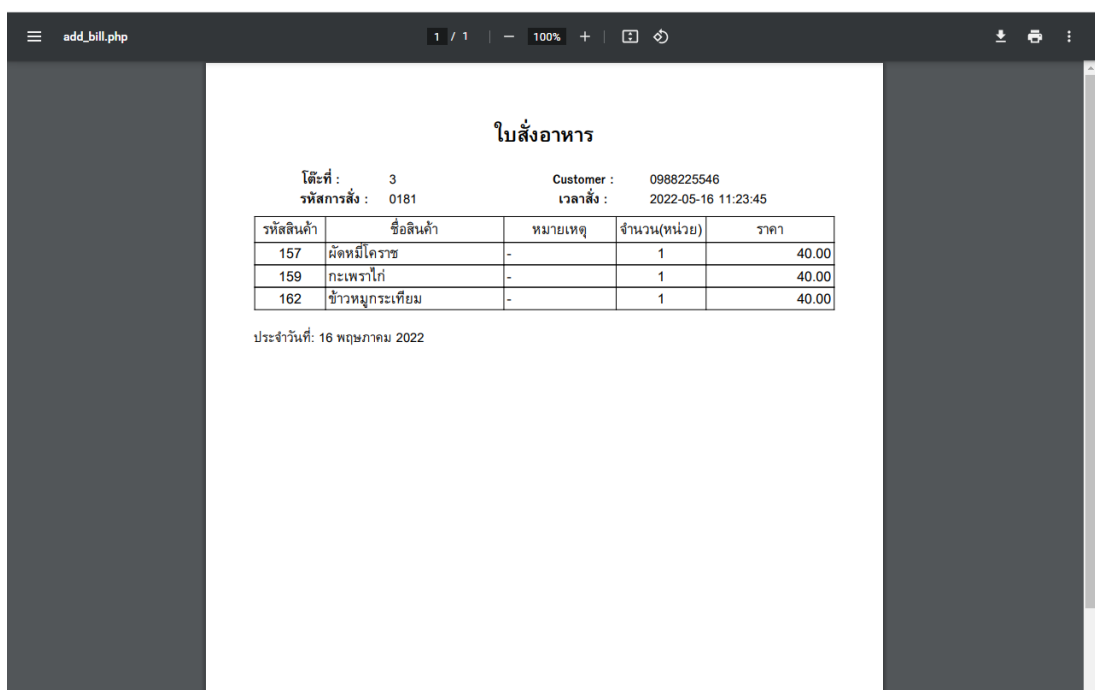 add_bill.php 1 / 1 100%
ใบสั่งอาหาร
โต๊ะที่ : 3 Customer : 0988225546
รหัสการสั่ง : 0181 เวลาสั่ง : 2022-05-16 11:23:45
รหัสสินค้า ชื่อสินค้า หมายเหตุ จำนวน(หน่วย) ราคา
157 ผัดหมี่โคราช - 1 40.00
159 กะเพราไก่ - 1 40.00
162 ข้าวหมูกระเทียม - 1 40.00
ประจำวันที่: 16 พฤษภาคม 2022